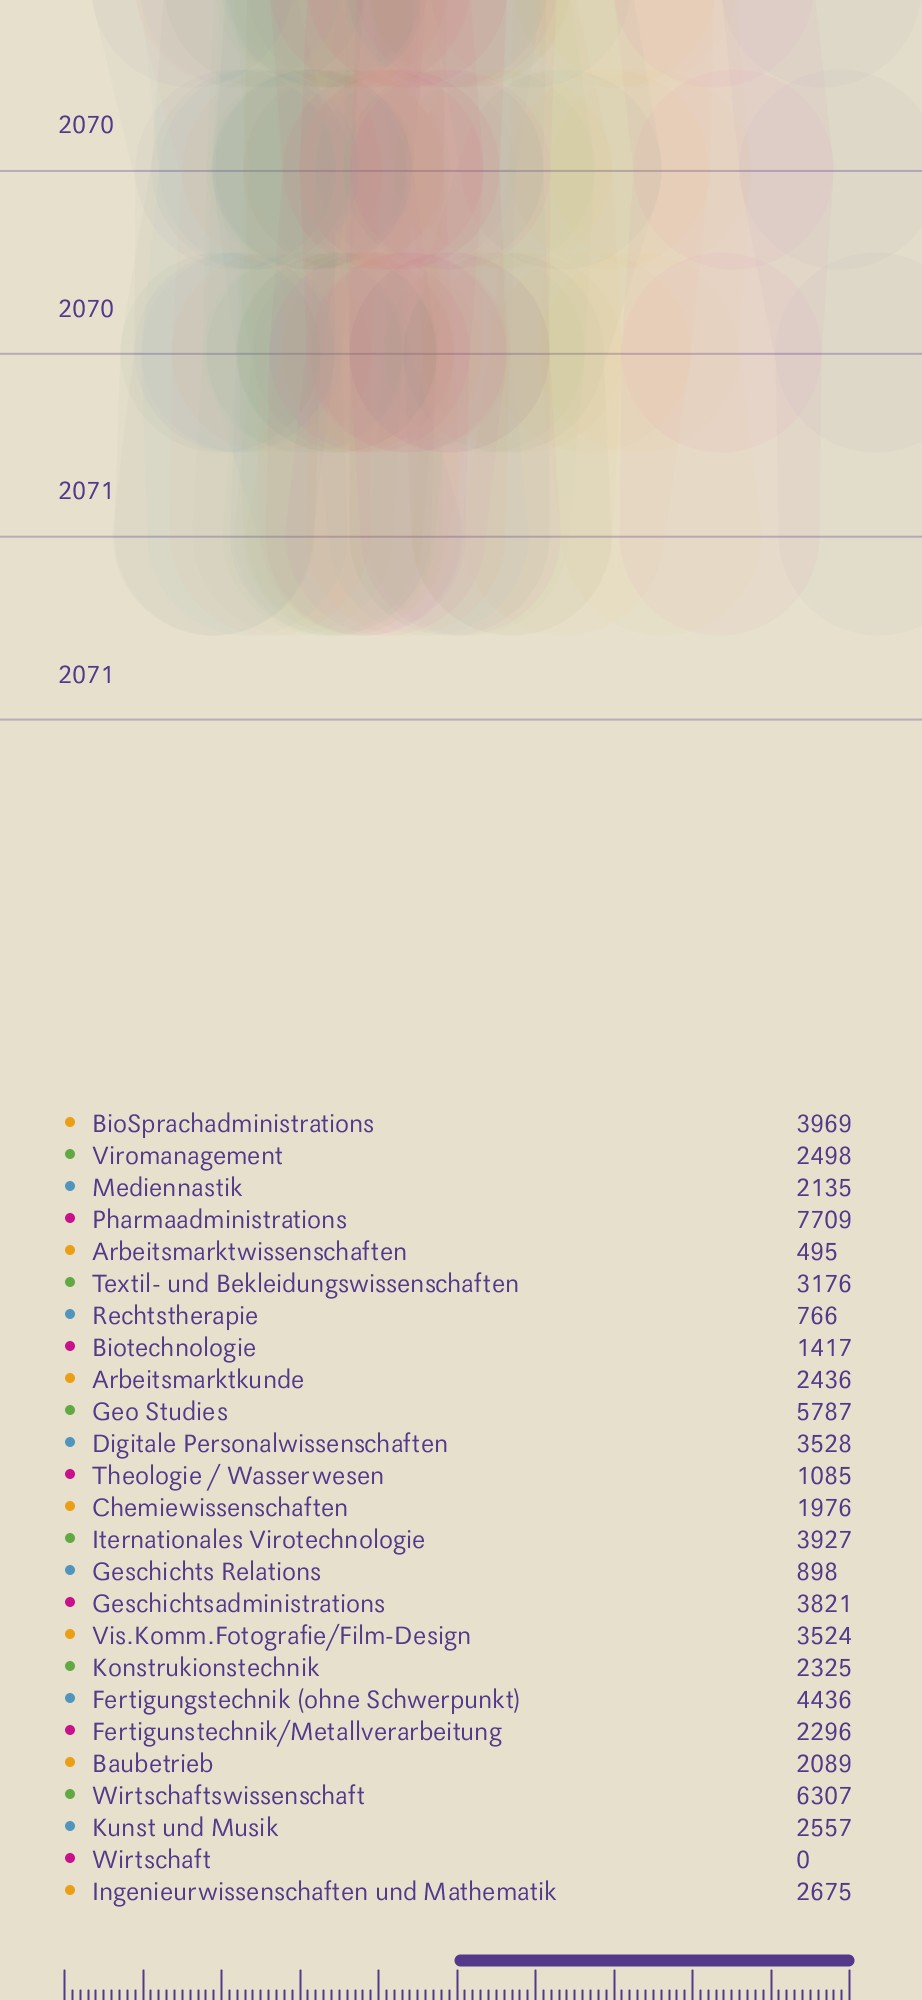 2070
2070
2071
2071
BioSprachadministrations 3969
Viromanagement 2498
Mediennastik 2135
Pharmaadministrations 7709
Arbeitsmarktwissenschaften 495
Textil- und Bekleidungswissenschaften 3176
Rechtstherapie 766
Biotechnologie 1417
Arbeitsmarktkunde 2436
Geo Studies 5787
Digitale Personalwissenschaften 3528
Theologie / Wasserwesen 1085
Chemiewissenschaften 1976
Iternationales Virotechnologie 3927
Geschichts Relations 898
Geschichtsadministrations 3821
Vis.Komm.Fotografie/Film-Design 3524
Konstrukionstechnik 2325
Fertigungstechnik (ohne Schwerpunkt) 4436
Fertigunstechnik/Metallverarbeitung 2296
Baubetrieb 2089
Wirtschaftswissenschaft 6307
Kunst und Musik 2557
Wirtschaft 0
Ingenieurwissenschaften und Mathematik 2675